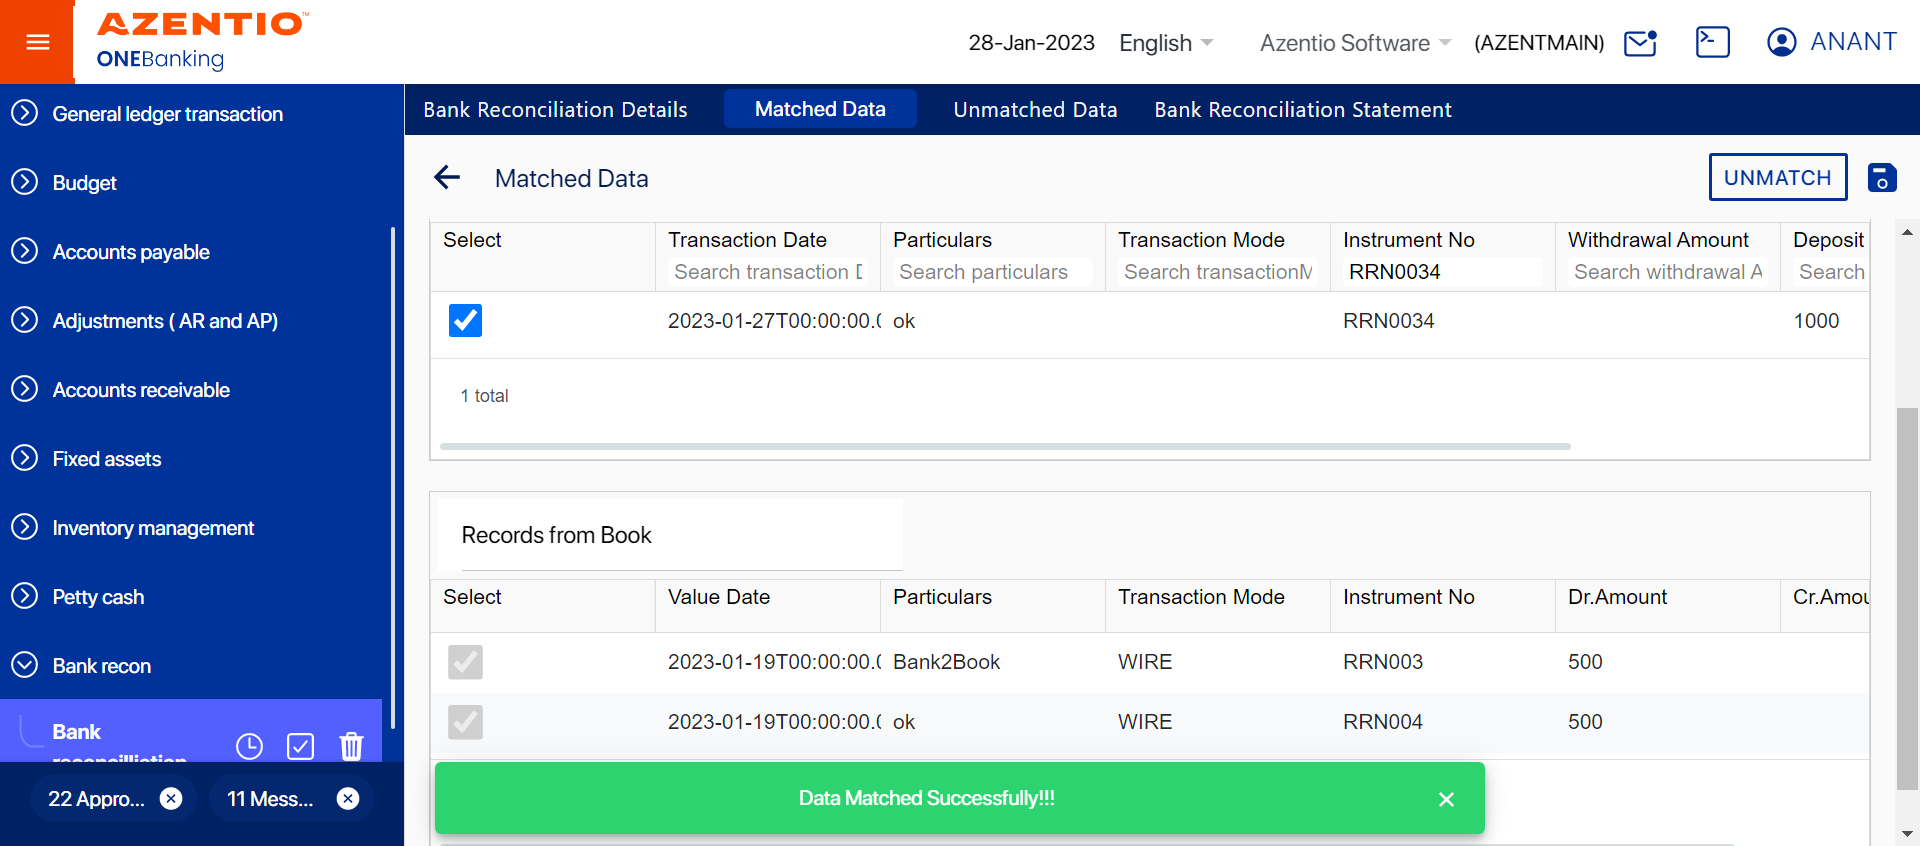 AZENTIO™
ONEBanking
28-Jan-2023 English Azentio Software (AZENTMAIN) ANANT
General ledger transaction
Budget
Accounts payable
Adjustments ( AR and AP)
Accounts receivable
Fixed assets
Inventory management
Petty cash
Bank recon
Bank
reconcilliation
22 Appro... 11 Mess...
Bank Reconciliation Details Matched Data Unmatched Data Bank Reconciliation Statement
Matched Data UNMATCH
Select Transaction Date Particulars Transaction Mode Instrument No Withdrawal Amount Deposit
Search transaction D Search particulars Search transactionM RRN0034 Search withdrawal A Search
2023-01-27T00:00:00.0 ok RRN0034 1000
1 total
Records from Book
Select Value Date Particulars Transaction Mode Instrument No Dr.Amount Cr.Amou
2023-01-19T00:00:00.0 Bank2Book WIRE RRN003 500
2023-01-19T00:00:00.0 ok WIRE RRN004 500
Data Matched Successfully!!!